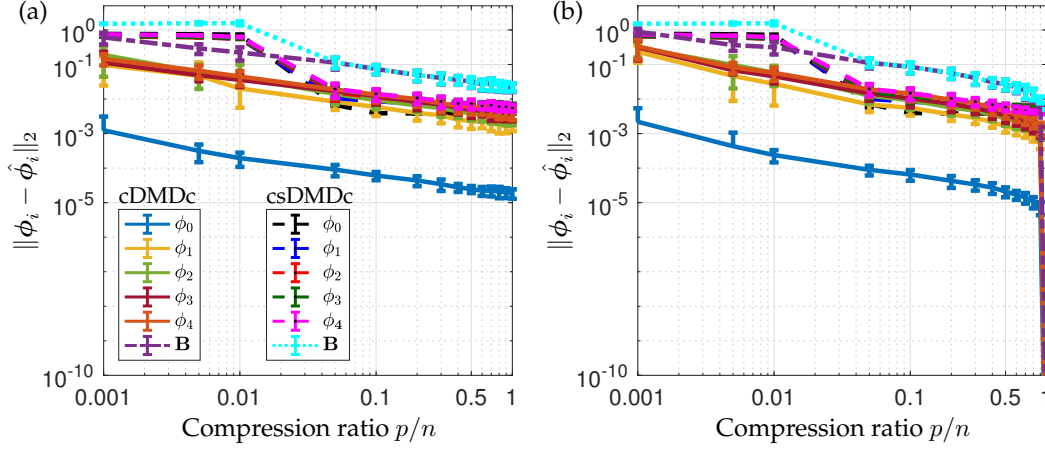 (a)
10^0
10^-1
10^-3
10^-5
10^-10
‖ϕ_i − ϕ̂_i‖_2
cDMDc
ϕ_0
ϕ_1
ϕ_2
ϕ_3
ϕ_4
B
csDMDc
ϕ_0
ϕ_1
ϕ_2
ϕ_3
ϕ_4
B
0.001
0.01
0.1
0.5
1
Compression ratio p/n
(b)
10^0
10^-1
10^-3
10^-5
10^-10
‖ϕ_i − ϕ̂_i‖_2
0.001
0.01
0.1
0.5
1
Compression ratio p/n